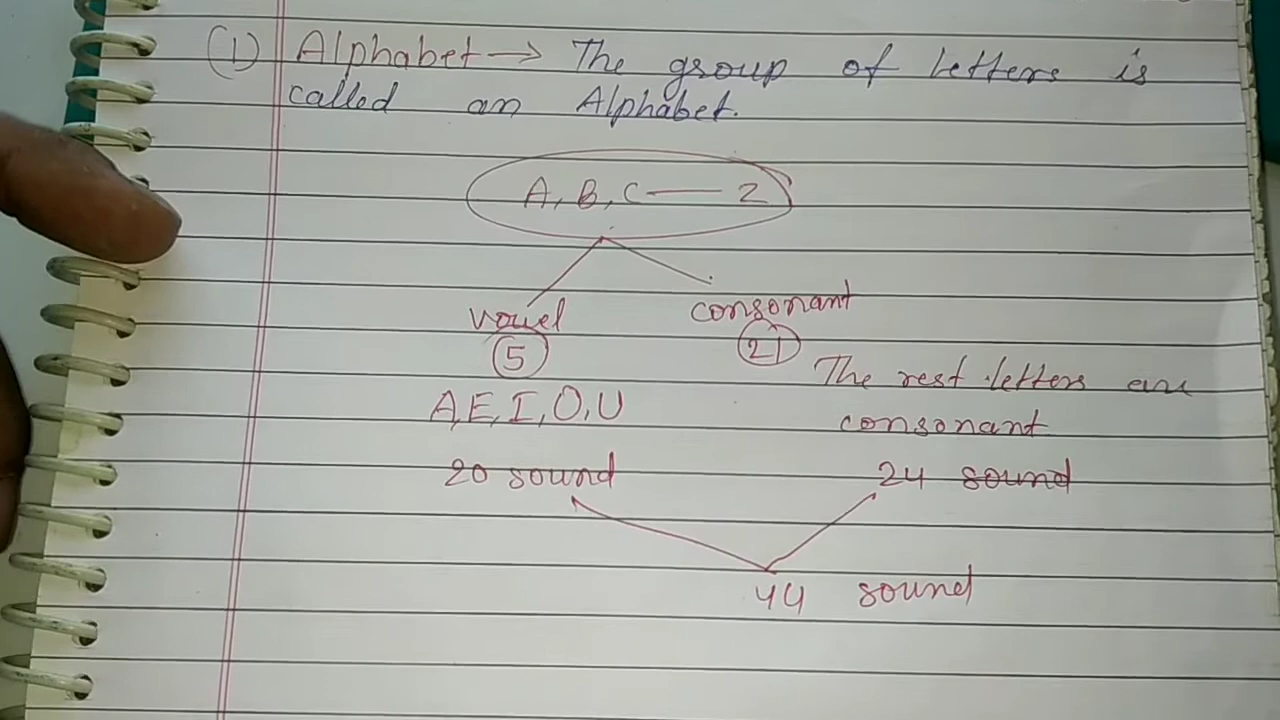 (1) Alphabet → The group of letters is
called an Alphabet.
A, B, C — Z
vowel
consonant
5
21
The rest letters are
A, E, I, O, U
consonant
20 sound
24 sound
44 sound